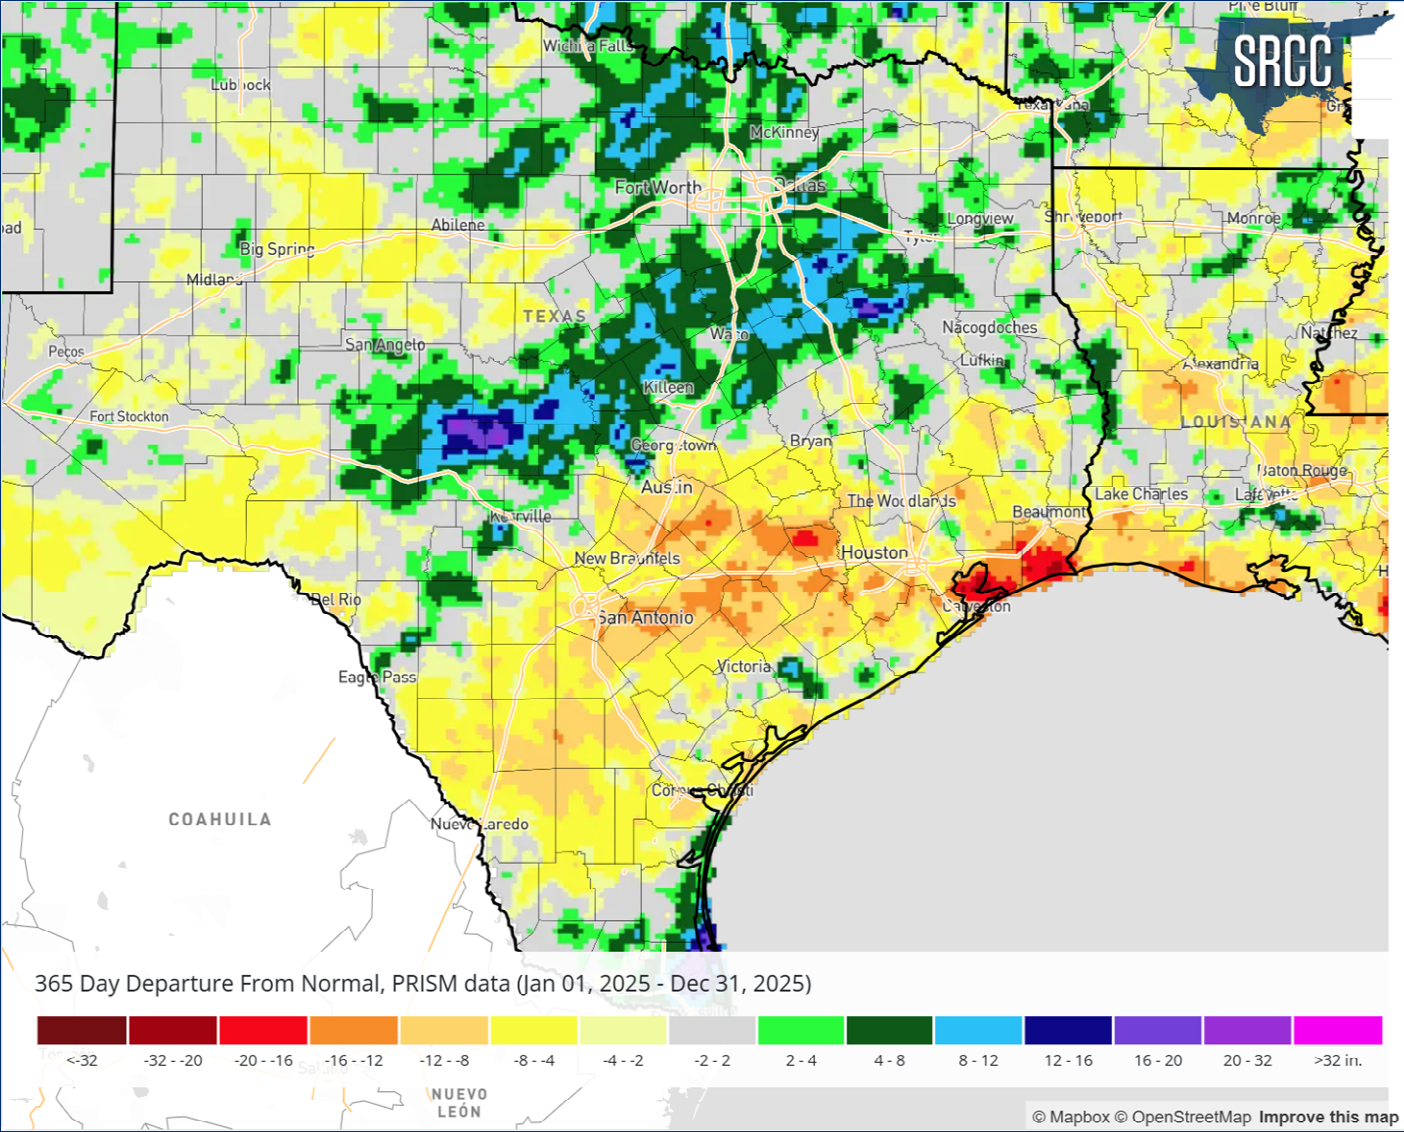 Pine Bluff
SRCC
Wichita Falls
Lubbock
Texarkana
Gr
McKinney
Fort Worth
Dallas
Abilene
Longview
Shreveport
Monroe
oad
Tyler
Big Spring
Midland
TEXAS
Waco
Nacogdoches
Natchez
San Angelo
Pecos
Lufkin
Alexandria
Killeen
Fort Stockton
LOUISIANA
Georgetown
Bryan
Baton Rouge
Austin
The Woodlands
Lake Charles
Lafayette
Kerrville
Beaumont
New Braunfels
Houston
H
Del Rio
San Antonio
Galveston
Eagle Pass
Victoria
Corpus Christi
COAHUILA
Nuevo Laredo
365 Day Departure From Normal, PRISM data (Jan 01, 2025 - Dec 31, 2025)
<-32 -32 - -20 -20 - -16 -16 - -12 -12 - -8 -8 - -4 -4 - -2 -2 - 2 2 - 4 4 - 8 8 - 12 12 - 16 16 - 20 20 - 32 >32 in.
NUEVO
LEÓN
© Mapbox © OpenStreetMap Improve this map